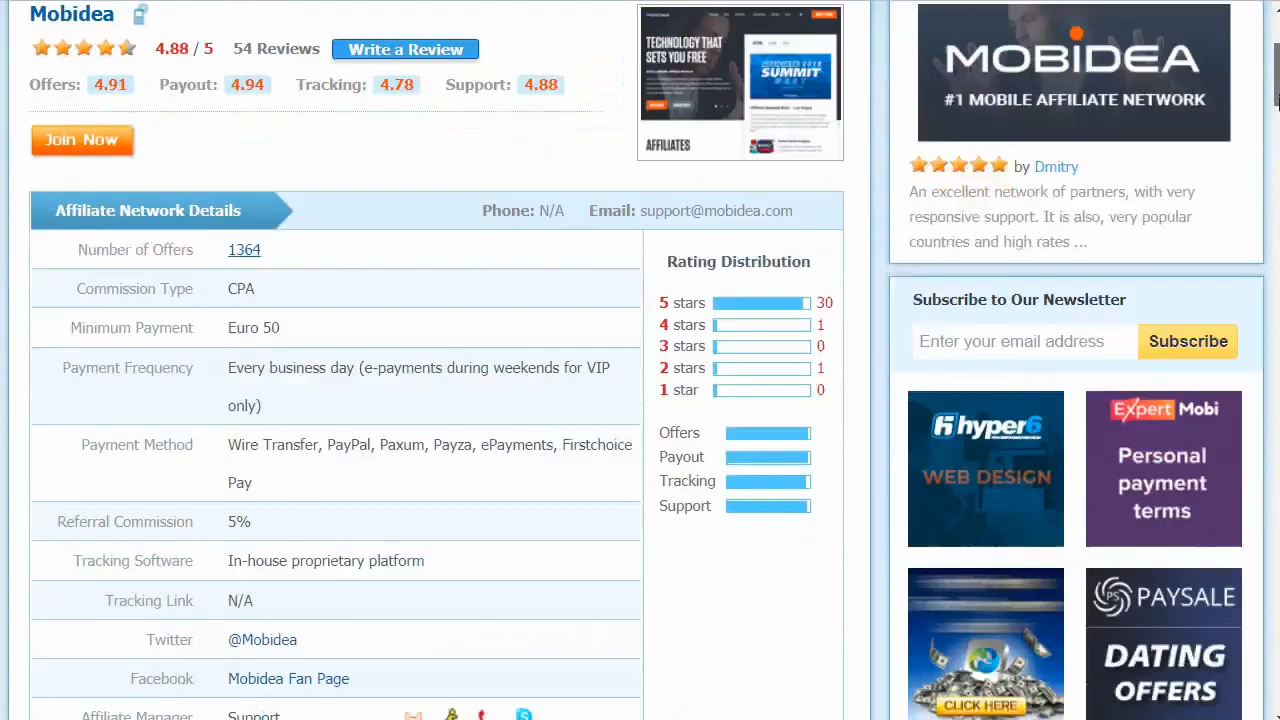 Mobidea
4.88 / 5 54 Reviews Write a Review
Offers: 4.91 Payout: Tracking: 4.78 Support: 4.88
Join Now
TECHNOLOGY THAT
SETS YOU FREE
SUMMIT
AFFILIATES
MOBIDEA
#1 MOBILE AFFILIATE NETWORK
by Dmitry
An excellent network of partners, with very
responsive support. It is also, very popular
countries and high rates ...
Affiliate Network Details Phone: N/A Email: support@mobidea.com
Number of Offers 1364
Commission Type CPA
Minimum Payment Euro 50
Payment Frequency Every business day (e-payments during weekends for VIP
only)
Payment Method Wire Transfer, PayPal, Paxum, Payza, ePayments, Firstchoice
Pay
Referral Commission 5%
Tracking Software In-house proprietary platform
Tracking Link N/A
Twitter @Mobidea
Facebook Mobidea Fan Page
Affiliate Manager Support
Rating Distribution
5 stars 30
4 stars 1
3 stars 0
2 stars 1
1 star 0
Offers
Payout
Tracking
Support
Subscribe to Our Newsletter
Enter your email address Subscribe
hyper6
WEB DESIGN
Expert Mobi
Personal
payment
terms
CLICK HERE
PS PAYSALE
DATING
OFFERS